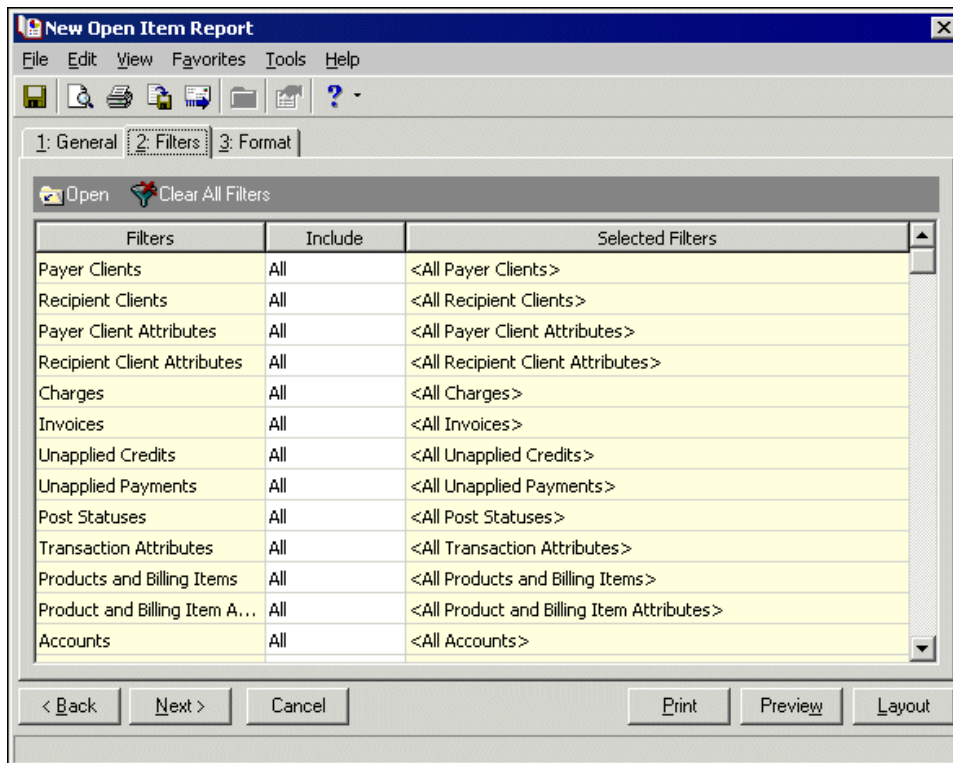 New Open Item Report
File Edit View Favorites Tools Help
?
1: General 2: Filters 3: Format
Open Clear All Filters
Filters Include Selected Filters
Payer Clients All <All Payer Clients>
Recipient Clients All <All Recipient Clients>
Payer Client Attributes All <All Payer Client Attributes>
Recipient Client Attributes All <All Recipient Client Attributes>
Charges All <All Charges>
Invoices All <All Invoices>
Unapplied Credits All <All Unapplied Credits>
Unapplied Payments All <All Unapplied Payments>
Post Statuses All <All Post Statuses>
Transaction Attributes All <All Transaction Attributes>
Products and Billing Items All <All Products and Billing Items>
Product and Billing Item A... All <All Product and Billing Item Attributes>
Accounts All <All Accounts>
< Back Next > Cancel Print Preview Layout